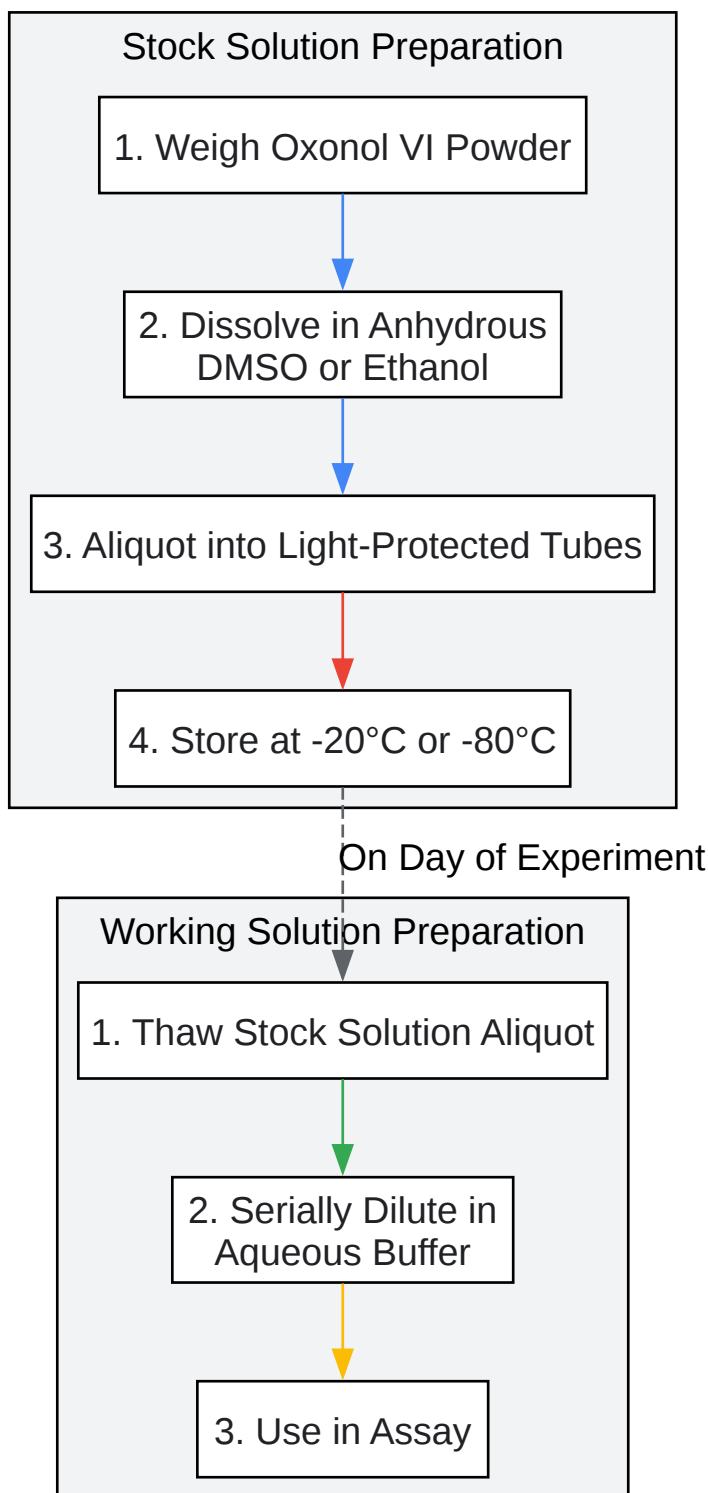 Stock Solution Preparation
1. Weigh Oxonol VI Powder
2. Dissolve in Anhydrous
DMSO or Ethanol
3. Aliquot into Light-Protected Tubes
4. Store at -20°C or -80°C
On Day of Experiment
Working Solution Preparation
1. Thaw Stock Solution Aliquot
2. Serially Dilute in
Aqueous Buffer
3. Use in Assay